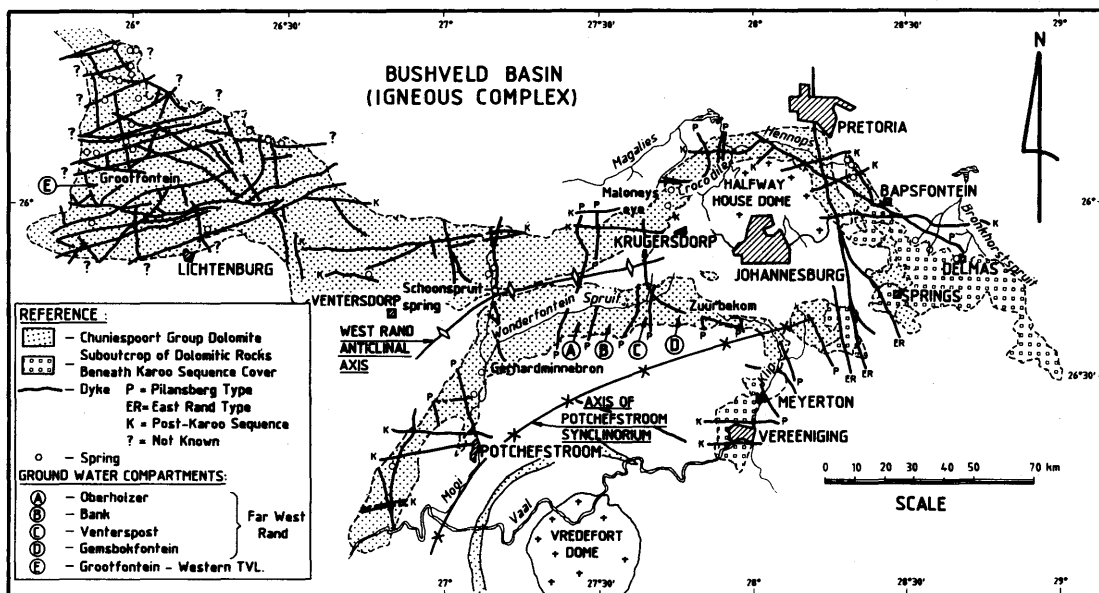 26°
26°30'
27°
27°30'
28°
28°30'
29°
BUSHVELD BASIN
(IGNEOUS COMPLEX)
N
PRETORIA
Hennops
Magalies
Crocodile
Maloneys
eye
HALFWAY
HOUSE DOME
BAPSFONTEIN
Bronkhorstspruit
E
Grootfontein
26°
26°
KRUGERSDORP
JOHANNESBURG
DELMAS
SPRINGS
LICHTENBURG
Schoonspruit
spring
VENTERSDORP
Wonderfontein Spruit
Zuurbekom
WEST RAND
ANTICLINAL
AXIS
A
B
C
D
Gerhardminnebron
26°30'
Klip
MEYERTON
AXIS OF
POTCHEFSTROOM
SYNCLINORIUM
VEREENIGING
POTCHEFSTROOM
Mooi
Vaal
VREDEFORT
DOME
0 10 20 30 40 50 60 70 km
SCALE
REFERENCE :
- Chuniespoort Group Dolomite
- Suboutcrop of Dolomitic Rocks
Beneath Karoo Sequence Cover
- Dyke P = Pilansberg Type
ER= East Rand Type
K = Post-Karoo Sequence
? = Not Known
- Spring
GROUND WATER COMPARTMENTS:
A - Oberholzer
B - Bank
C - Venterspost
D - Gemsbokfontein
Far West
Rand
E - Grootfontein - Western TVL.
27°
27°30'
28°
28°30'
29°